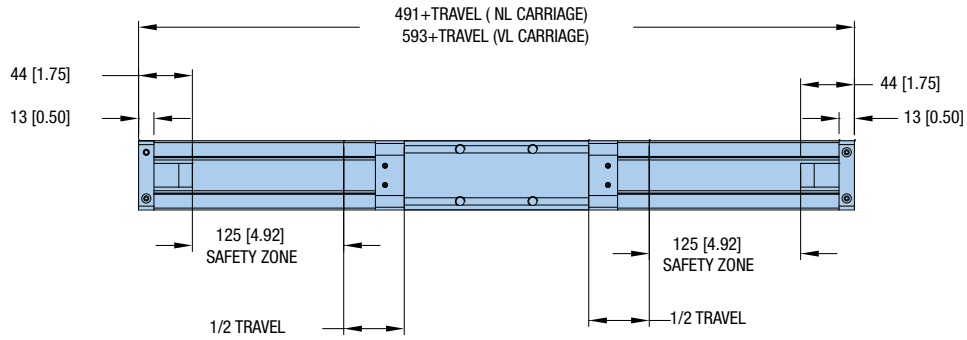 491+TRAVEL ( NL CARRIAGE)
593+TRAVEL (VL CARRIAGE)
44 [1.75]
44 [1.75]
13 [0.50]
13 [0.50]
125 [4.92]
SAFETY ZONE
125 [4.92]
SAFETY ZONE
1/2 TRAVEL
1/2 TRAVEL